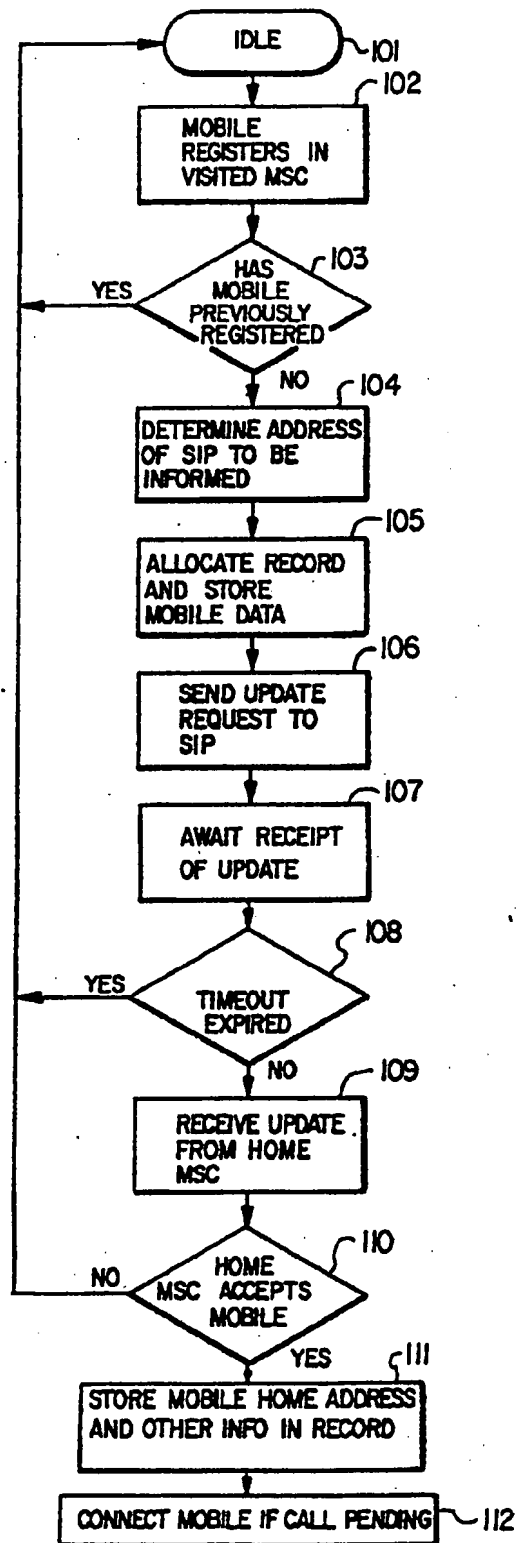 IDLE
101
102
MOBILE
REGISTERS IN
VISITED MSC
103
HAS
MOBILE
PREVIOUSLY
REGISTERED
YES
NO
104
DETERMINE ADDRESS
OF SIP TO BE
INFORMED
105
ALLOCATE RECORD
AND STORE
MOBILE DATA
106
SEND UPDATE
REQUEST TO
SIP
107
AWAIT RECEIPT
OF UPDATE
108
YES
TIMEOUT
EXPIRED
NO
109
RECEIVE UPDATE
FROM HOME
MSC
110
NO
HOME
MSC ACCEPTS
MOBILE
YES
111
STORE MOBILE HOME ADDRESS
AND OTHER INFO IN RECORD
CONNECT MOBILE IF CALL PENDING
112